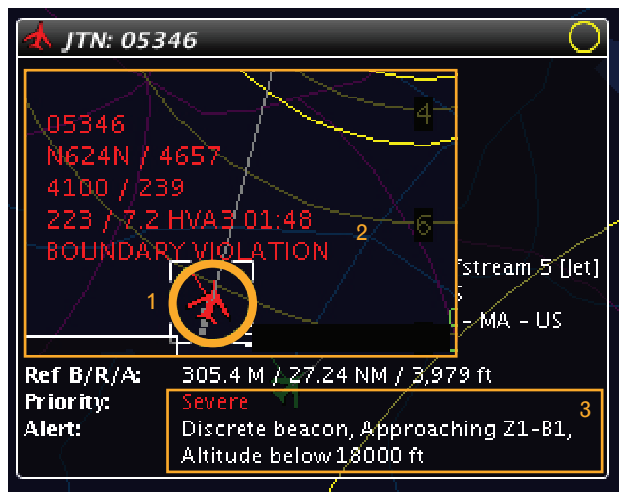 JTN: 05346
05346
N624N / 4657
4100 / 239
223 / 7.2 HVA3 01:48
BOUNDARY VIOLATION
1
2
4
6
fstream 5 [Jet]
- MA - US
Ref B/R/A: 305.4 M / 27.24 NM / 3,979 ft
Priority: Severe
3
Alert: Discrete beacon, Approaching Z1-B1,
Altitude below 18000 ft